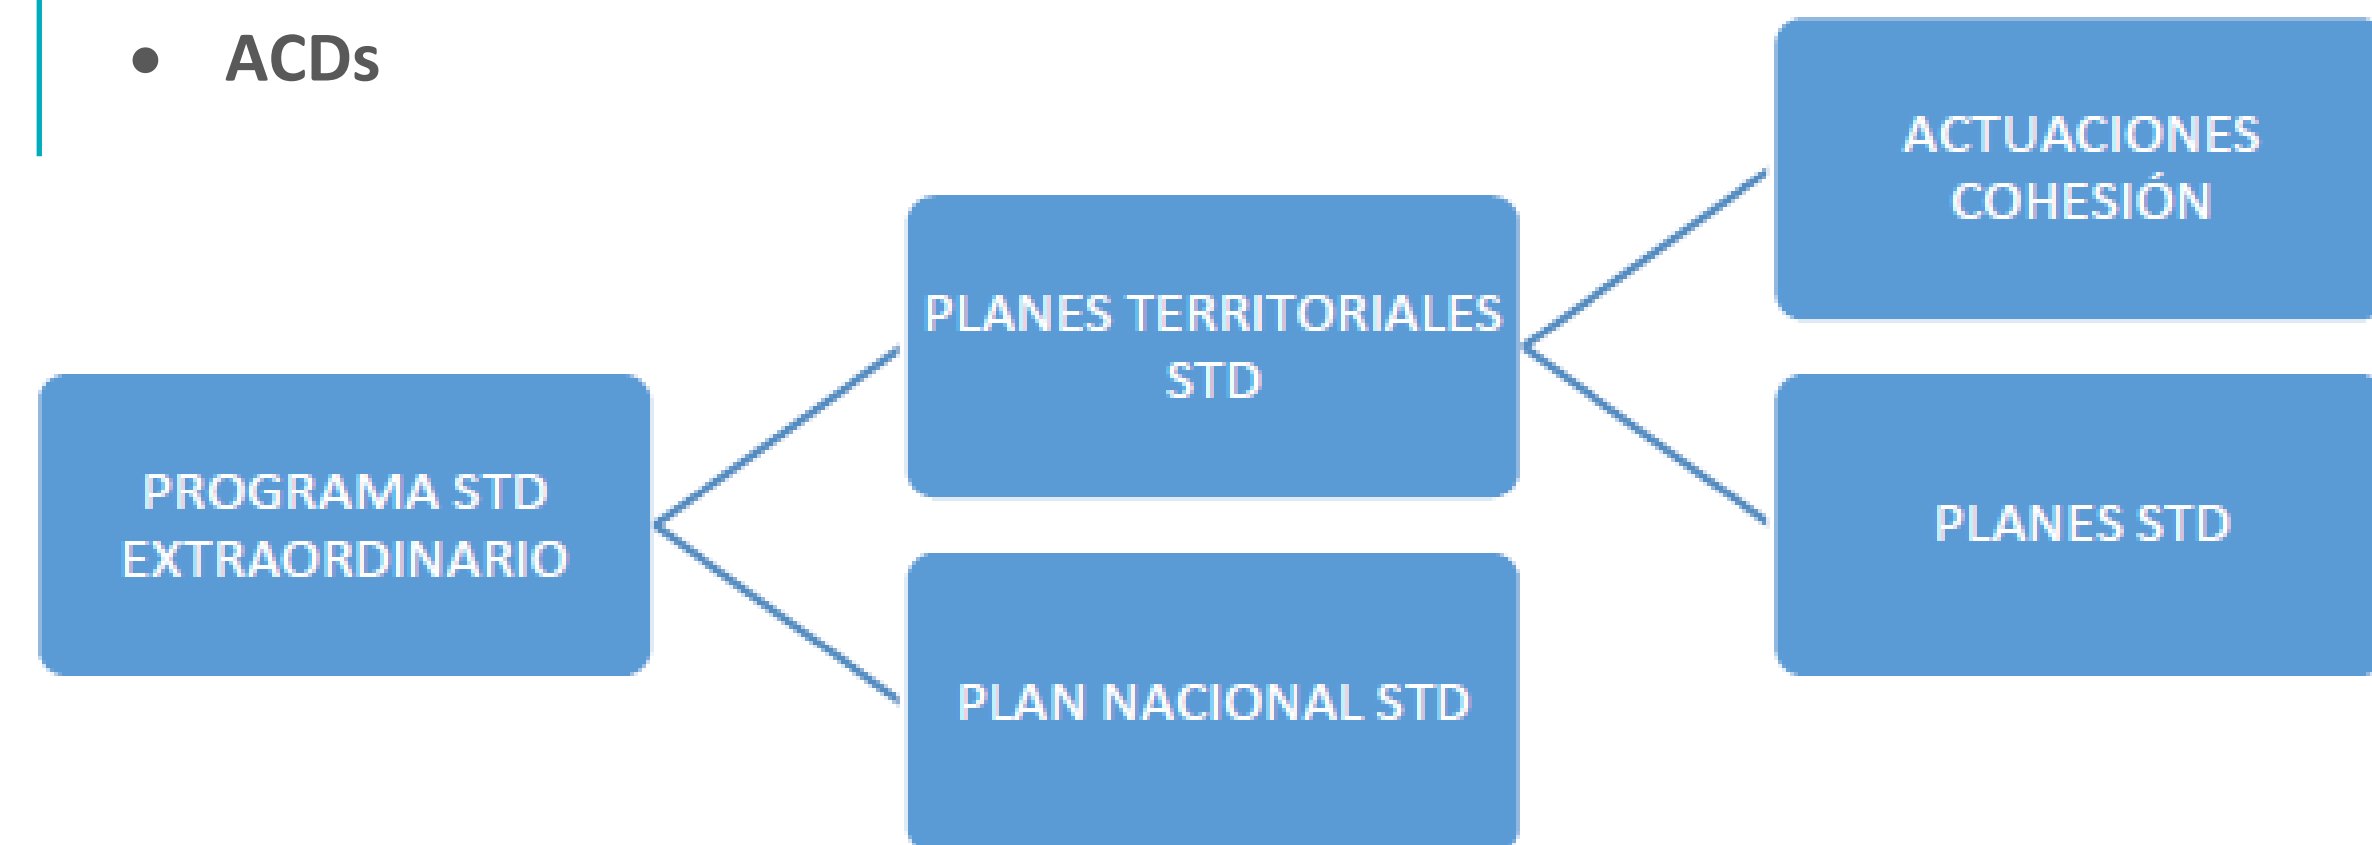 • ACDs
PROGRAMA STD
EXTRAORDINARIO
PLANES TERRITORIALES
STD
PLAN NACIONAL STD
ACTUACIONES
COHESIÓN
PLANES STD